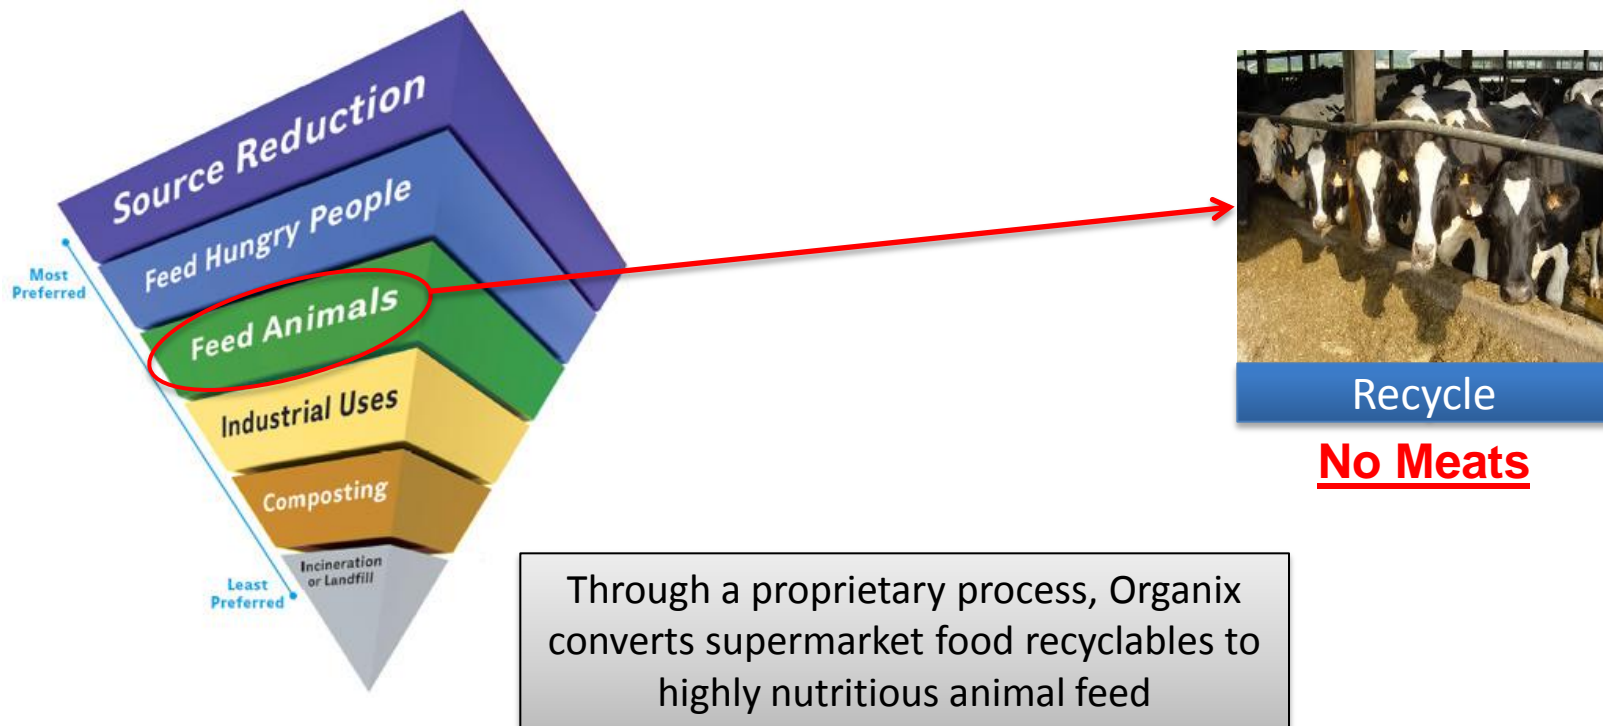 Source Reduction
Feed Hungry People
Most
Preferred
Feed Animals
Industrial Uses
Composting
Incineration
or Landfill
Least
Preferred
Recycle
No Meats
Through a proprietary process, Organix
converts supermarket food recyclables to
highly nutritious animal feed